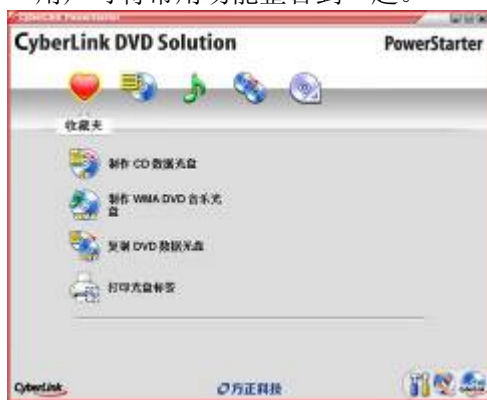 用户可将常用功能整合到一起。
CyberLink PowerStarter
CyberLink DVD Solution
PowerStarter
收藏夹
制作 CD 数据光盘
制作 WMA DVD 音乐光
盘
复制 DVD 数据光盘
打印光盘标签
CyberLink
方正科技